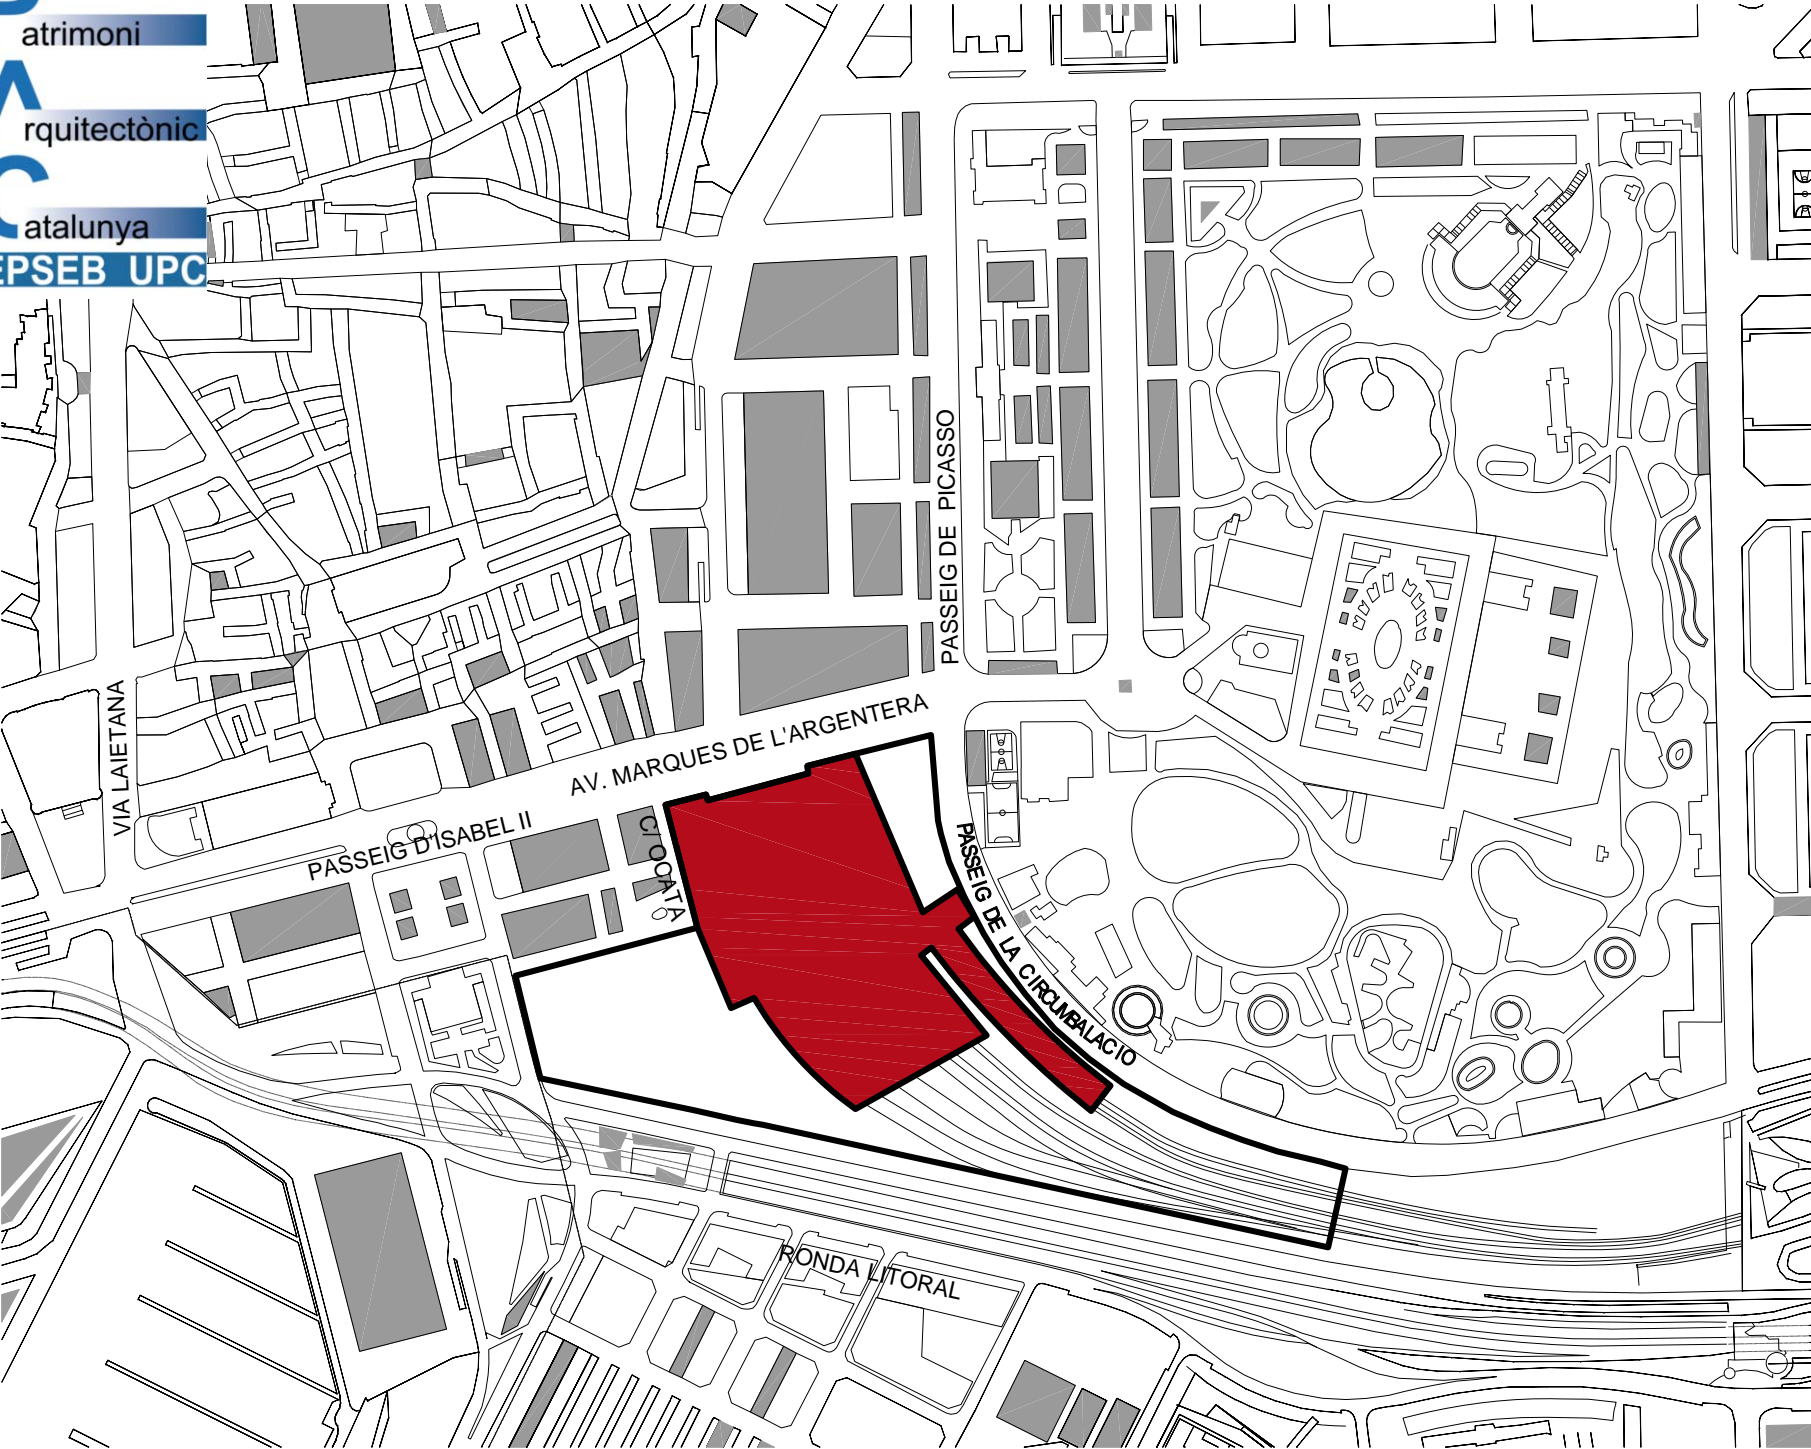 atrimoni
A
rquitectònic
C
atalunya
EPSEB UPC
PASSEIG DE PICASSO
VIA LAIETANA
AV. MARQUES DE L'ARGENTERA
PASSEIG D'ISABEL II
C/ OCATA
PASSEIG DE LA CIRCUMBALACIO
RONDA LITORAL